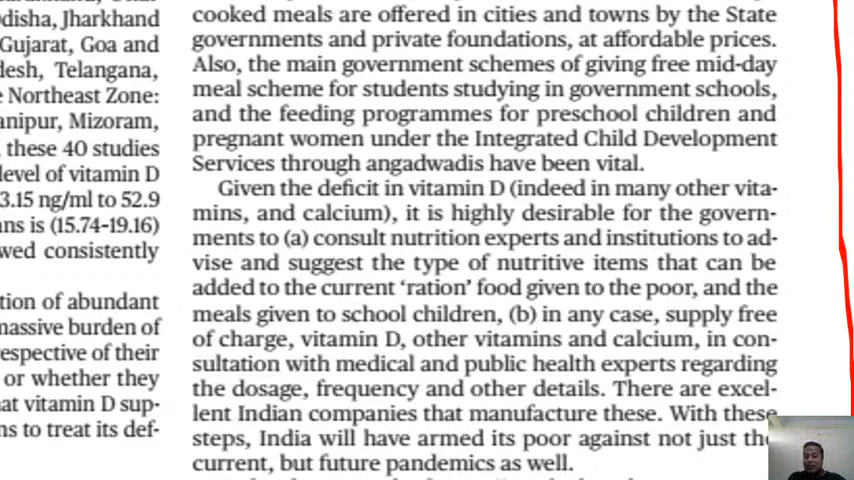 disha, Jharkhand
Gujarat, Goa and
desh, Telangana,
e Northeast Zone:
anipur, Mizoram,
, these 40 studies
level of vitamin D
3.15 ng/ml to 52.9
ans is (15.74-19.16)
wed consistently
tion of abundant
massive burden of
espective of their
or whether they
at vitamin D sup-
ns to treat its def-
cooked meals are offered in cities and towns by the State
governments and private foundations, at affordable prices.
Also, the main government schemes of giving free mid-day
meal scheme for students studying in government schools,
and the feeding programmes for preschool children and
pregnant women under the Integrated Child Development
Services through angadwadis have been vital.
Given the deficit in vitamin D (indeed in many other vita-
mins, and calcium), it is highly desirable for the govern-
ments to (a) consult nutrition experts and institutions to ad-
vise and suggest the type of nutritive items that can be
added to the current ‘ration’ food given to the poor, and the
meals given to school children, (b) in any case, supply free
of charge, vitamin D, other vitamins and calcium, in con-
sultation with medical and public health experts regarding
the dosage, frequency and other details. There are excel-
lent Indian companies that manufacture these. With these
steps, India will have armed its poor against not just the
current, but future pandemics as well.